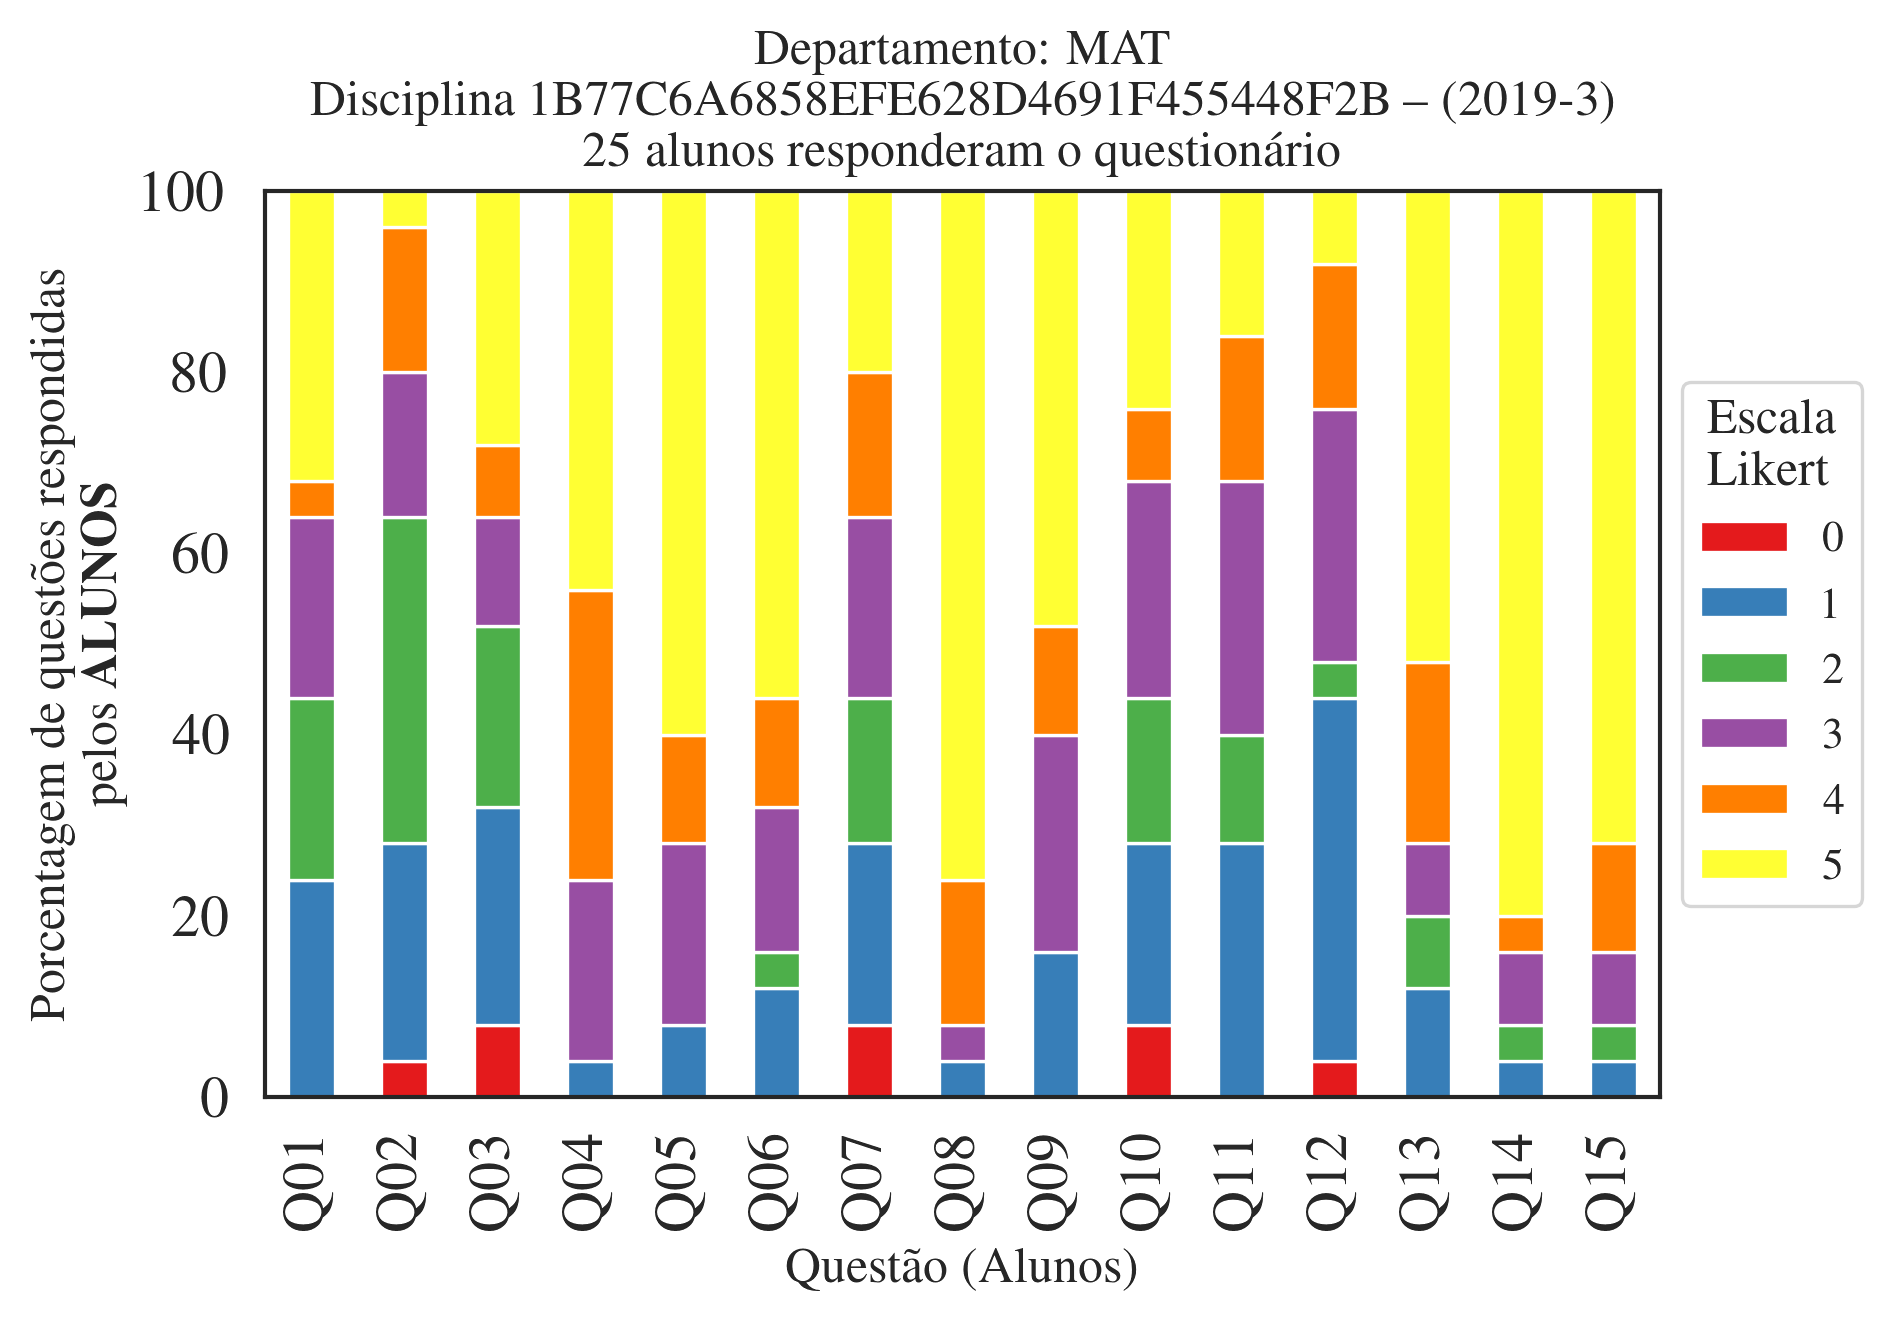 Departamento: MAT
Disciplina 1B77C6A6858EFE628D4691F455448F2B – (2019-3)
25 alunos responderam o questionário
Porcentagem de questões respondidas
pelos ALUNOS
100
80
60
40
20
0
Q01
Q02
Q03
Q04
Q05
Q06
Q07
Q08
Q09
Q10
Q11
Q12
Q13
Q14
Q15
Questão (Alunos)
Escala
Likert
0
1
2
3
4
5